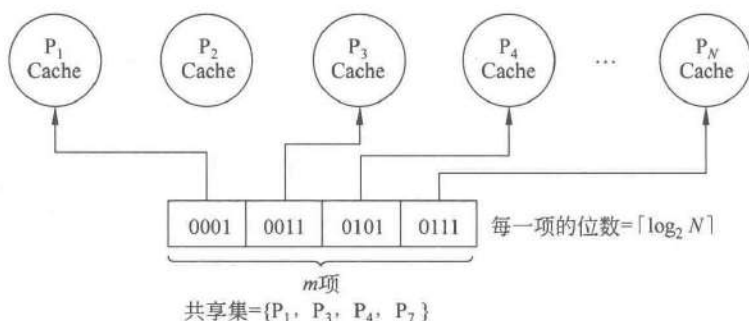 P₁ Cache
P₂ Cache
P₃ Cache
P₄ Cache
…
P_N Cache
0001 0011 0101 0111 每一项的位数=⌈log₂ N⌉
m项
共享集={P₁, P₃, P₄, P₇}